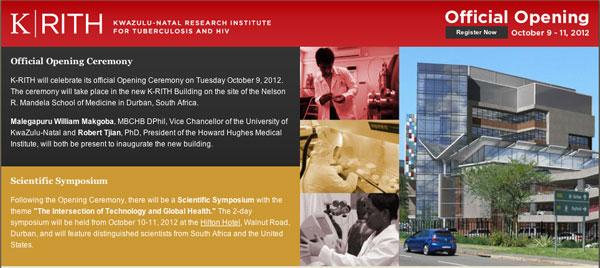 K|RITH
KWAZULU-NATAL RESEARCH INSTITUTE
FOR TUBERCULOSIS AND HIV
Official Opening
Register Now
October 9 - 11, 2012
Official Opening Ceremony
K-RITH will celebrate its official Opening Ceremony on Tuesday October 9, 2012.
The ceremony will take place in the new K-RITH Building on the site of the Nelson
R. Mandela School of Medicine in Durban, South Africa.
Malegapuru William Makgoba, MBCHB DPhil, Vice Chancellor of the University of
KwaZulu-Natal and Robert Tjian, PhD, President of the Howard Hughes Medical
Institute, will both be present to inaugurate the new building.
Scientific Symposium
Following the Opening Ceremony, there will be a Scientific Symposium with the
theme "The Intersection of Technology and Global Health." The 2-day
symposium will be held from October 10-11, 2012 at the Hilton Hotel, Walnut Road,
Durban, and will feature distinguished scientists from South Africa and the United
States.